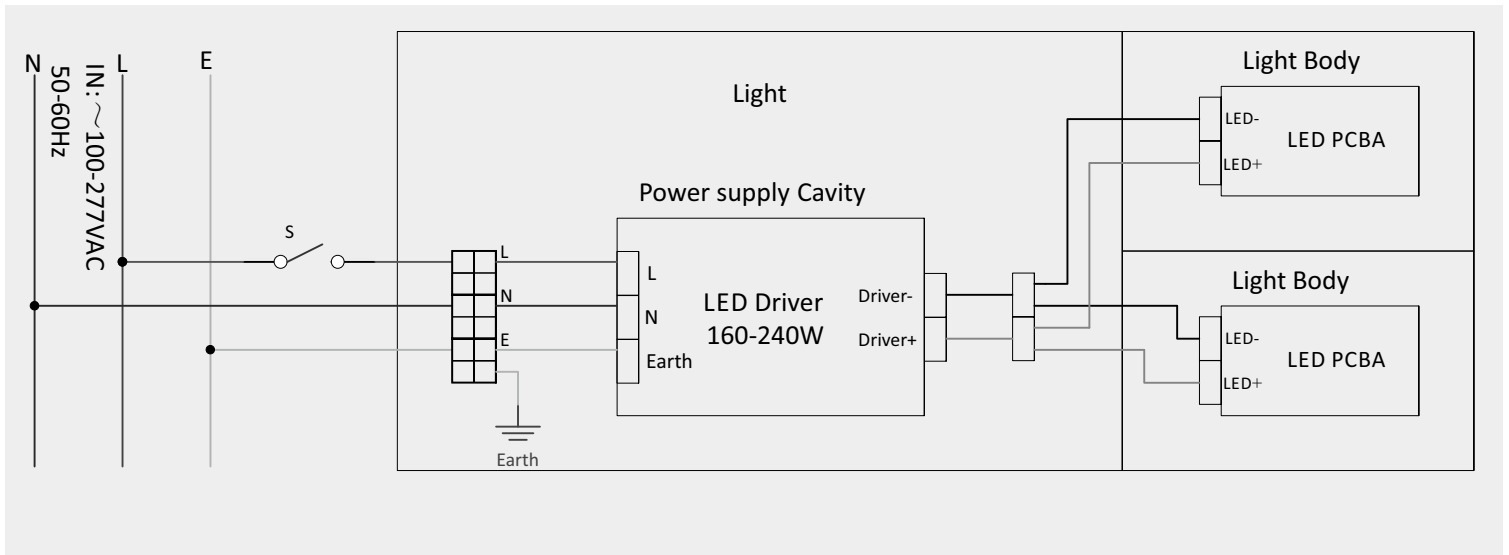 N
L
E
IN: ～100-277VAC
50-60Hz
S
Light
Power supply Cavity
L
N
E
Earth
L
N
Earth
LED Driver
160-240W
Driver-
Driver+
Light Body
LED-
LED+
LED PCBA
Light Body
LED-
LED+
LED PCBA